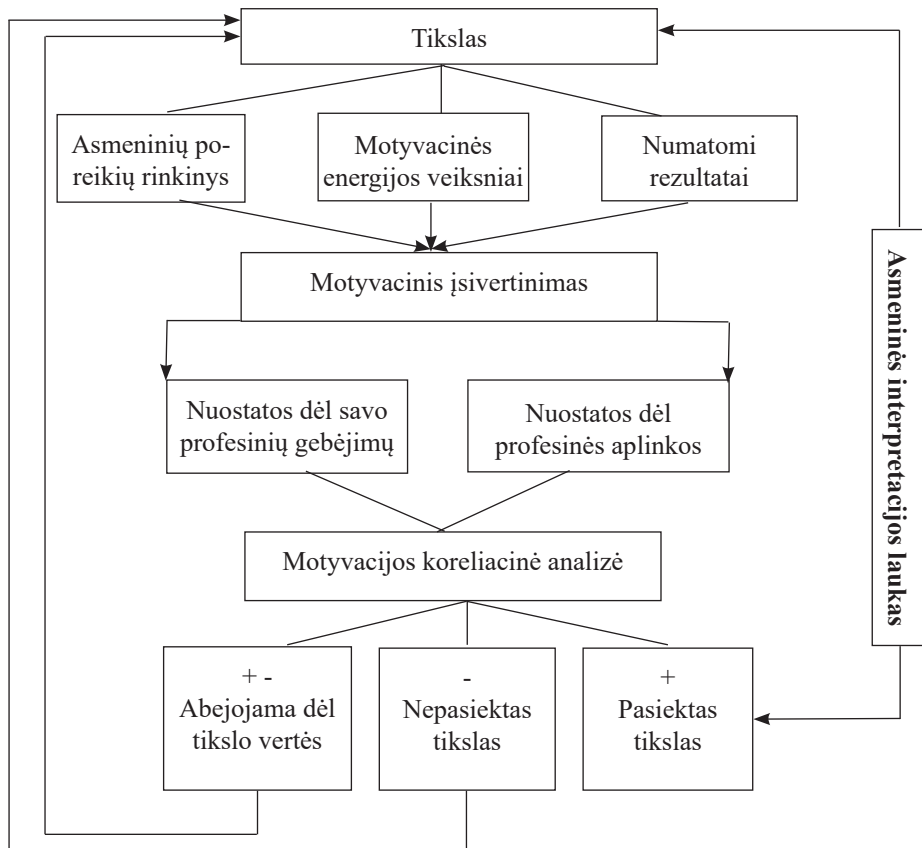 Tikslas
Asmeninių po-
reikių rinkinys
Motyvacinės
energijos veiksniai
Numatomi
rezultatai
Motyvacinis įsivertinimas
Nuostatos dėl savo
profesinių gebėjimų
Nuostatos dėl
profesinės aplinkos
Motyvacijos koreliacinė analizė
+ -
Abejojama dėl
tikslo vertės
-
Nepasiektas
tikslas
+
Pasiektas
tikslas
Asmeninės interpretacijos laukas